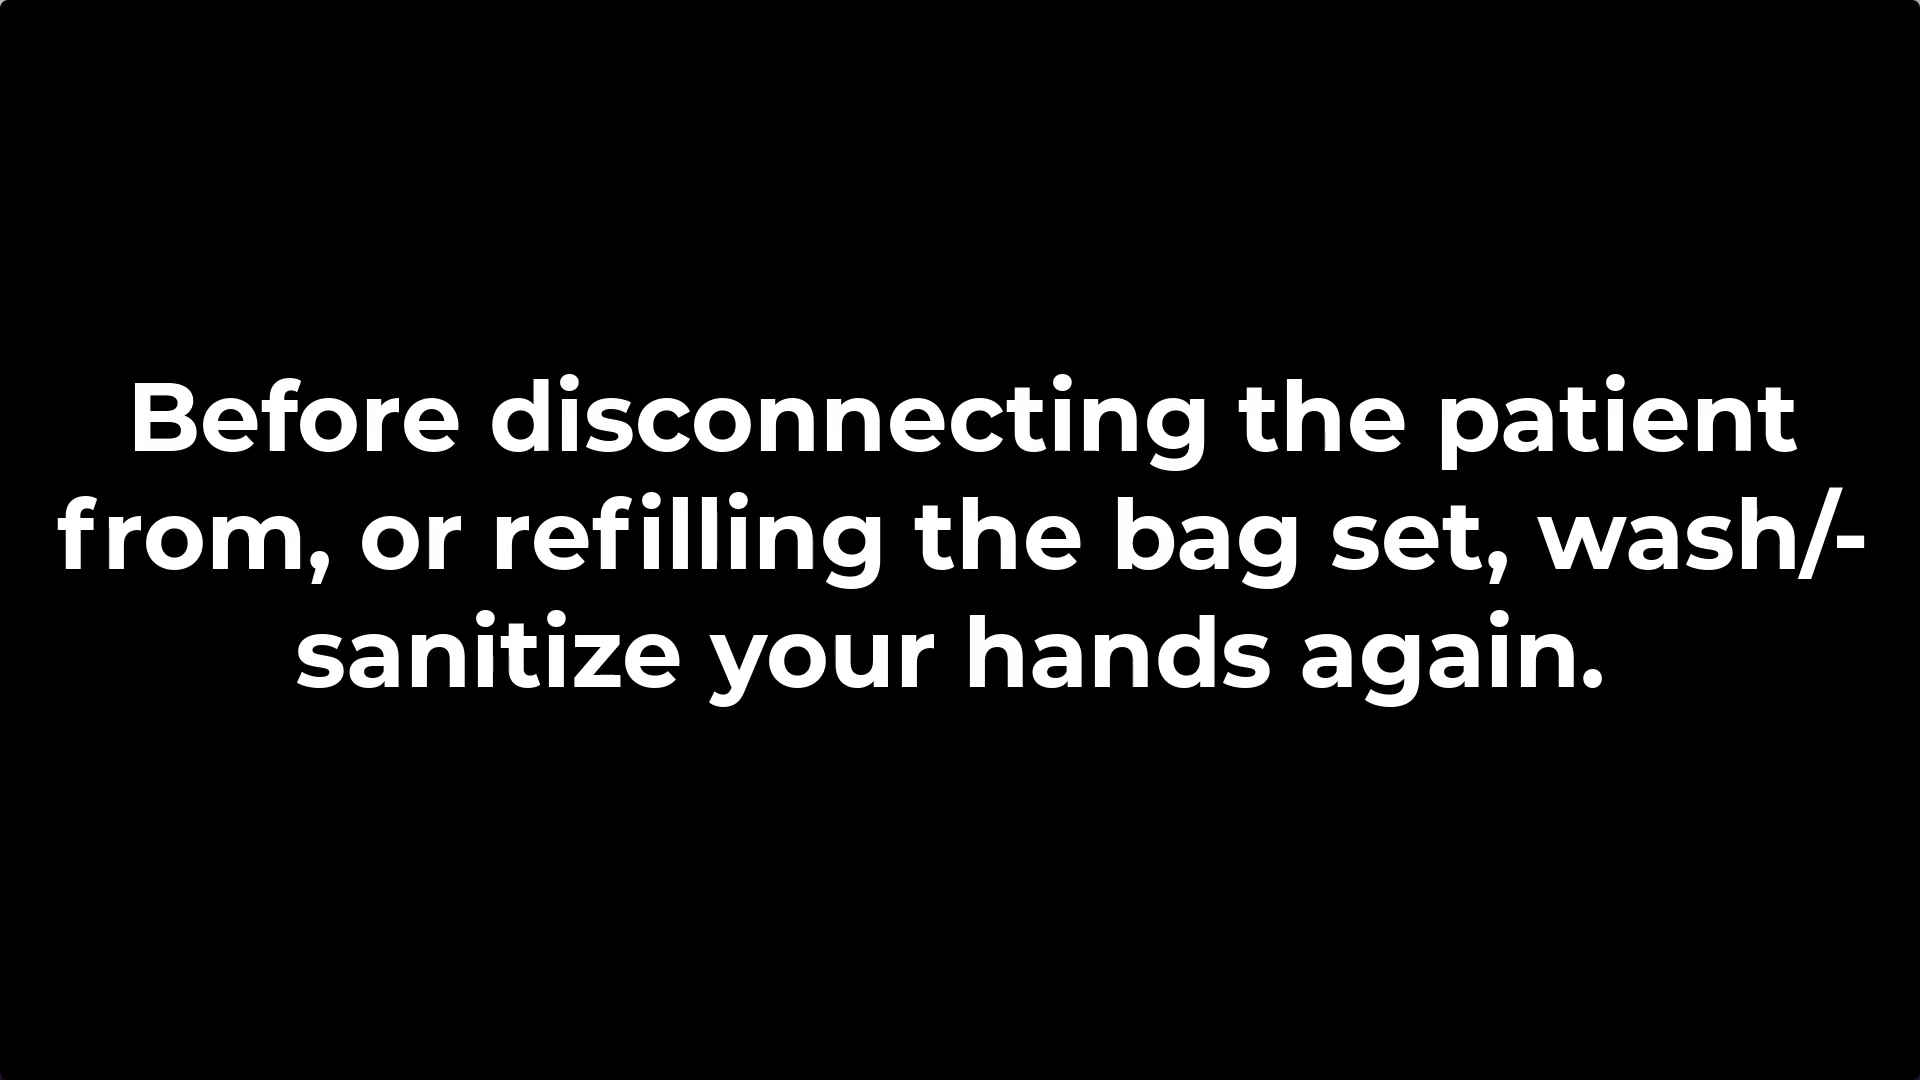 Before disconnecting the patient
from, or refilling the bag set, wash/-
sanitize your hands again.